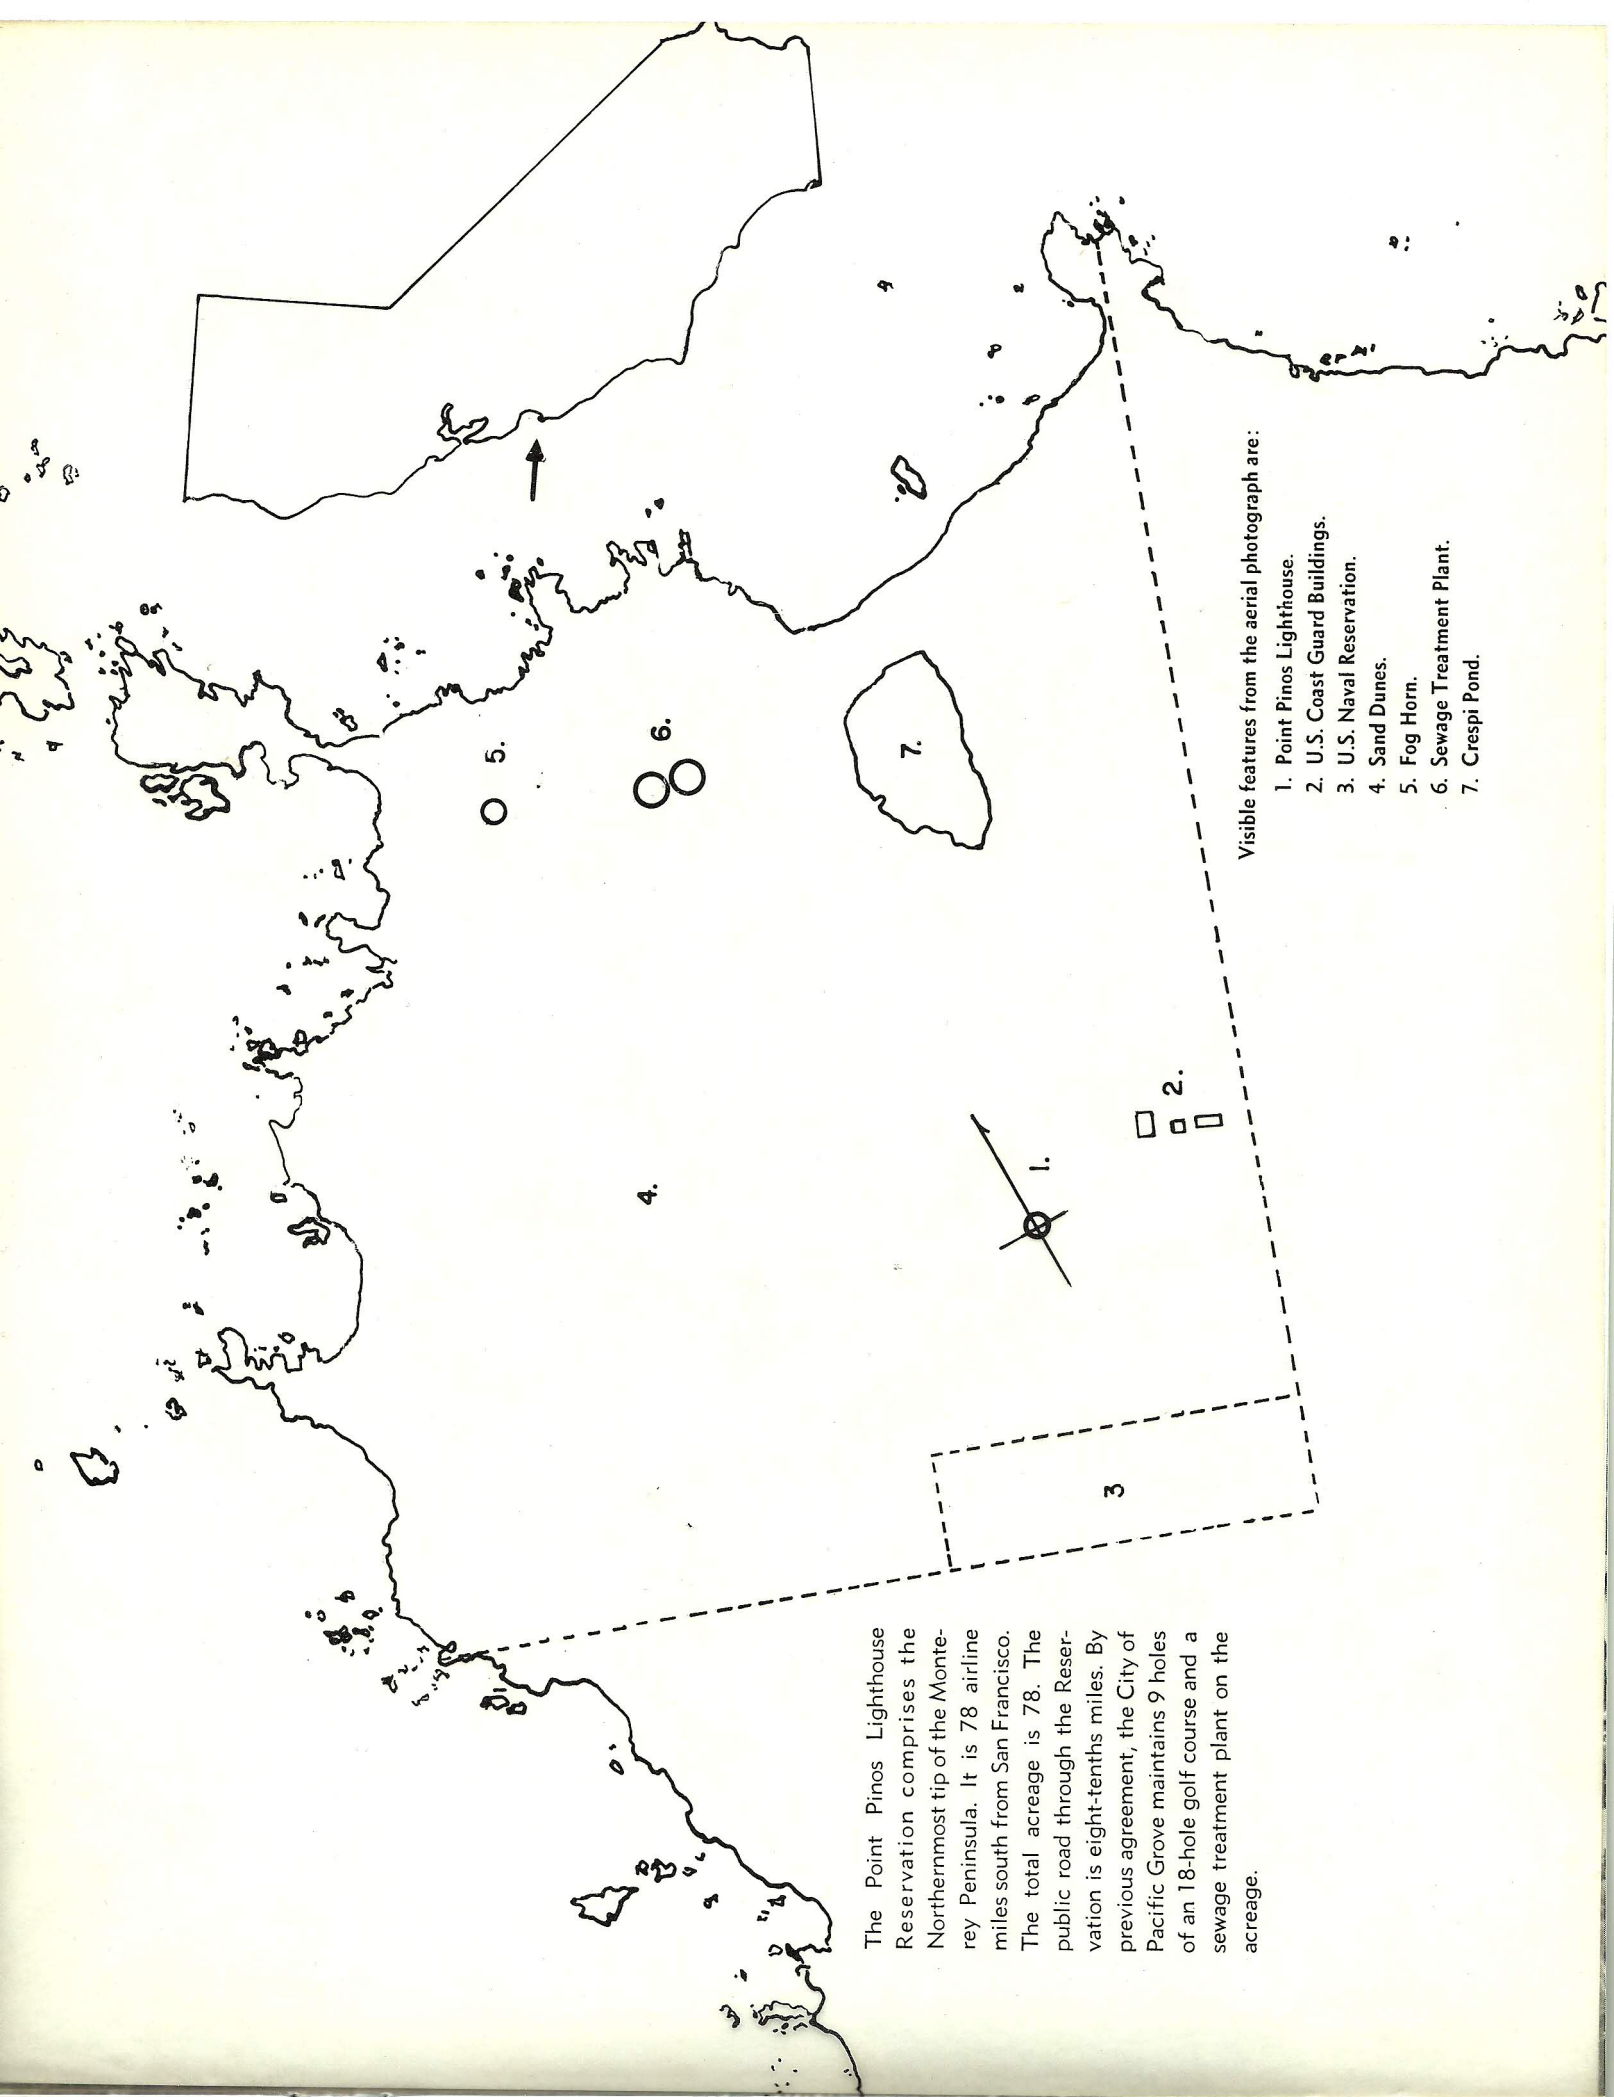 5.
6.
7.
4.
1.
2.
3
The Point Pinos Lighthouse
Reservation comprises the
Northernmost tip of the Monte-
rey Peninsula. It is 78 airline
miles south from San Francisco.
The total acreage is 78. The
public road through the Reser-
vation is eight-tenths miles. By
previous agreement, the City of
Pacific Grove maintains 9 holes
of an 18-hole golf course and a
sewage treatment plant on the
acreage.
Visible features from the aerial photograph are:
1. Point Pinos Lighthouse.
2. U.S. Coast Guard Buildings.
3. U.S. Naval Reservation.
4. Sand Dunes.
5. Fog Horn.
6. Sewage Treatment Plant.
7. Crespi Pond.